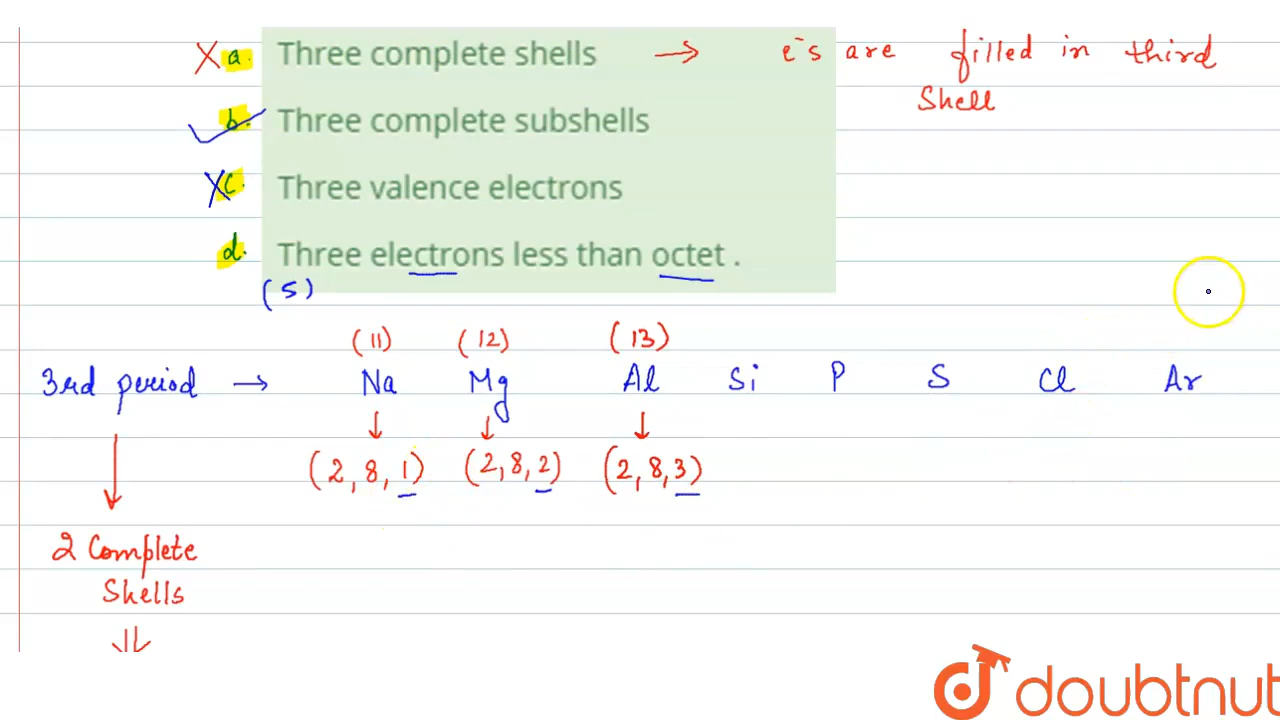 X a. Three complete shells → e⁻s are filled in third
Shell
b. Three complete subshells
X c. Three valence electrons
d. Three electrons less than octet .
(5)
(11) (12) (13)
3rd period → Na Mg Al Si P S Cl Ar
↓ ↓ ↓
(2,8,1) (2,8,2) (2,8,3)
2 Complete
Shells
doubtnut